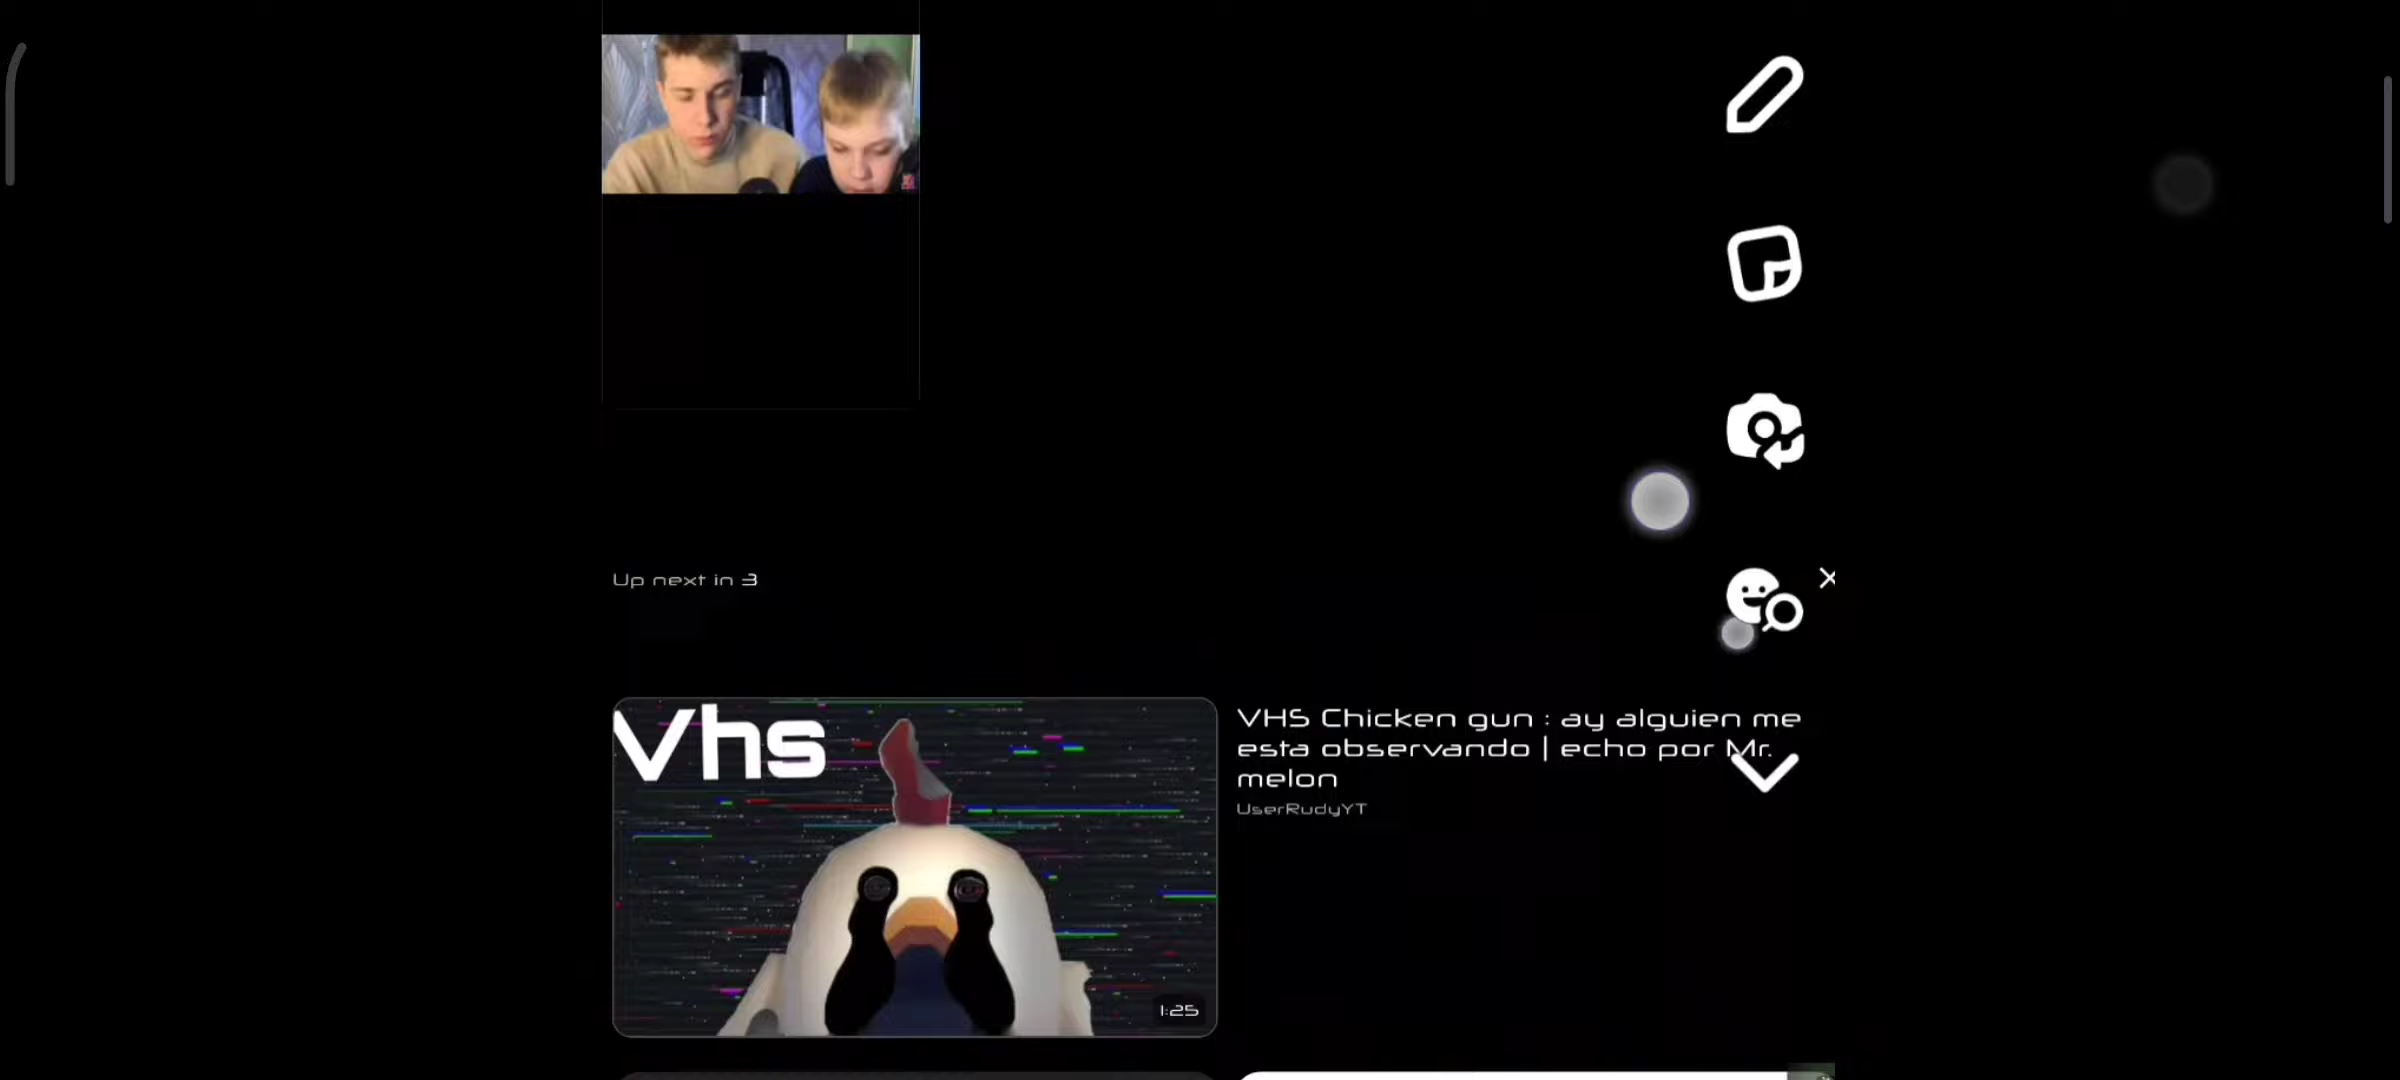 Up next in 3
Vhs
VHS Chicken gun : ay alguien me
esta observando | echo por Mr.
melon
UserRudyYT
1:25